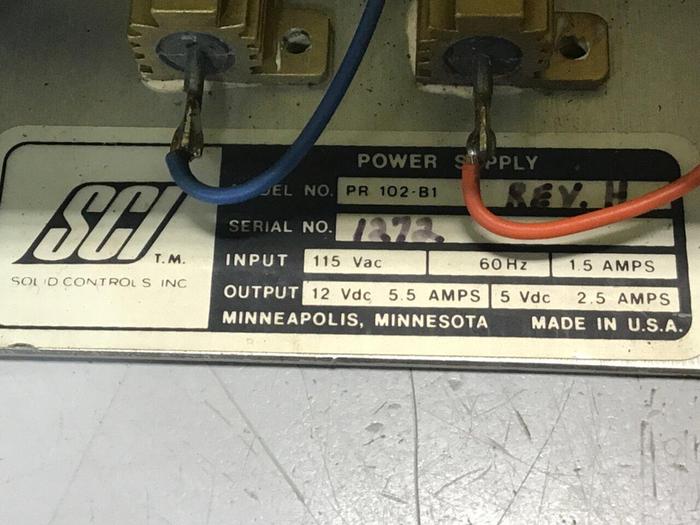 POWER SUPPLY
MODEL NO. PR 102-B1 REV. H
SERIAL NO. 1272
INPUT 115 Vac 60Hz 1.5 AMPS
OUTPUT 12 Vdc 5.5 AMPS 5 Vdc 2.5 AMPS
MINNEAPOLIS, MINNESOTA MADE IN U.S.A.
SCI T.M.
SOLID CONTROLS INC